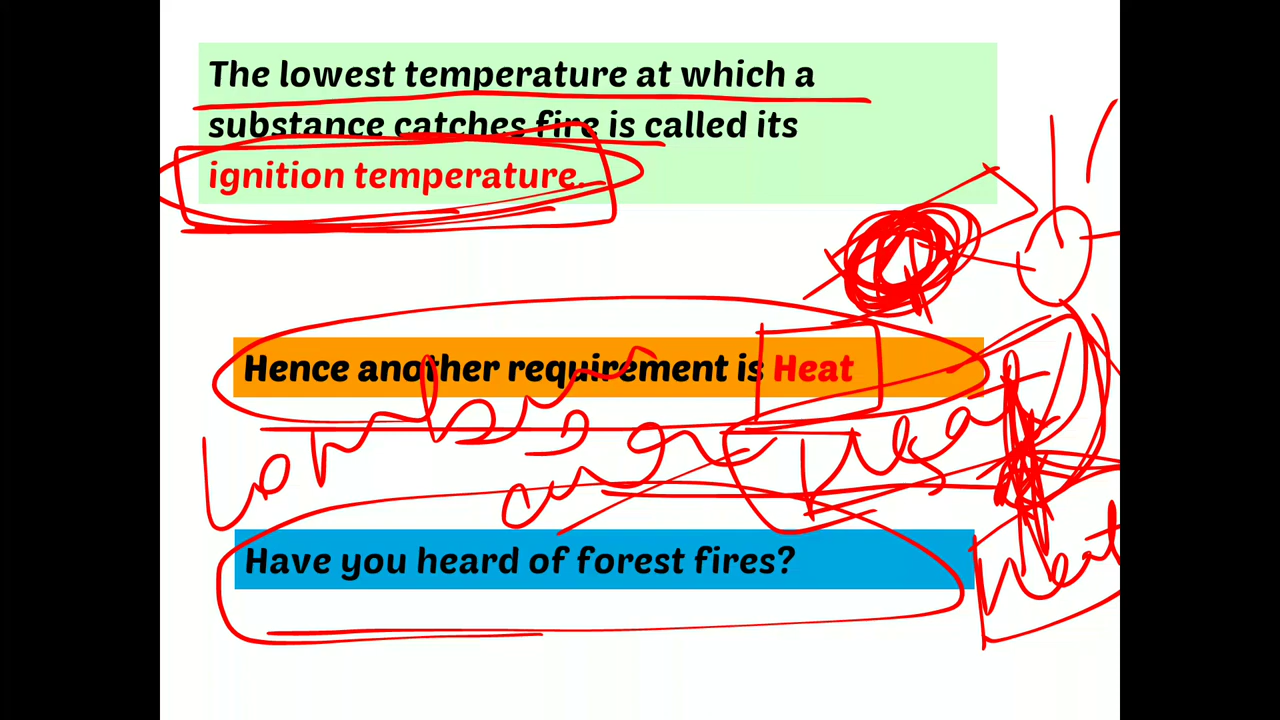 The lowest temperature at which a
substance catches fire is called its
ignition temperature.
Hence another requirement is Heat
Have you heard of forest fires?
Heat